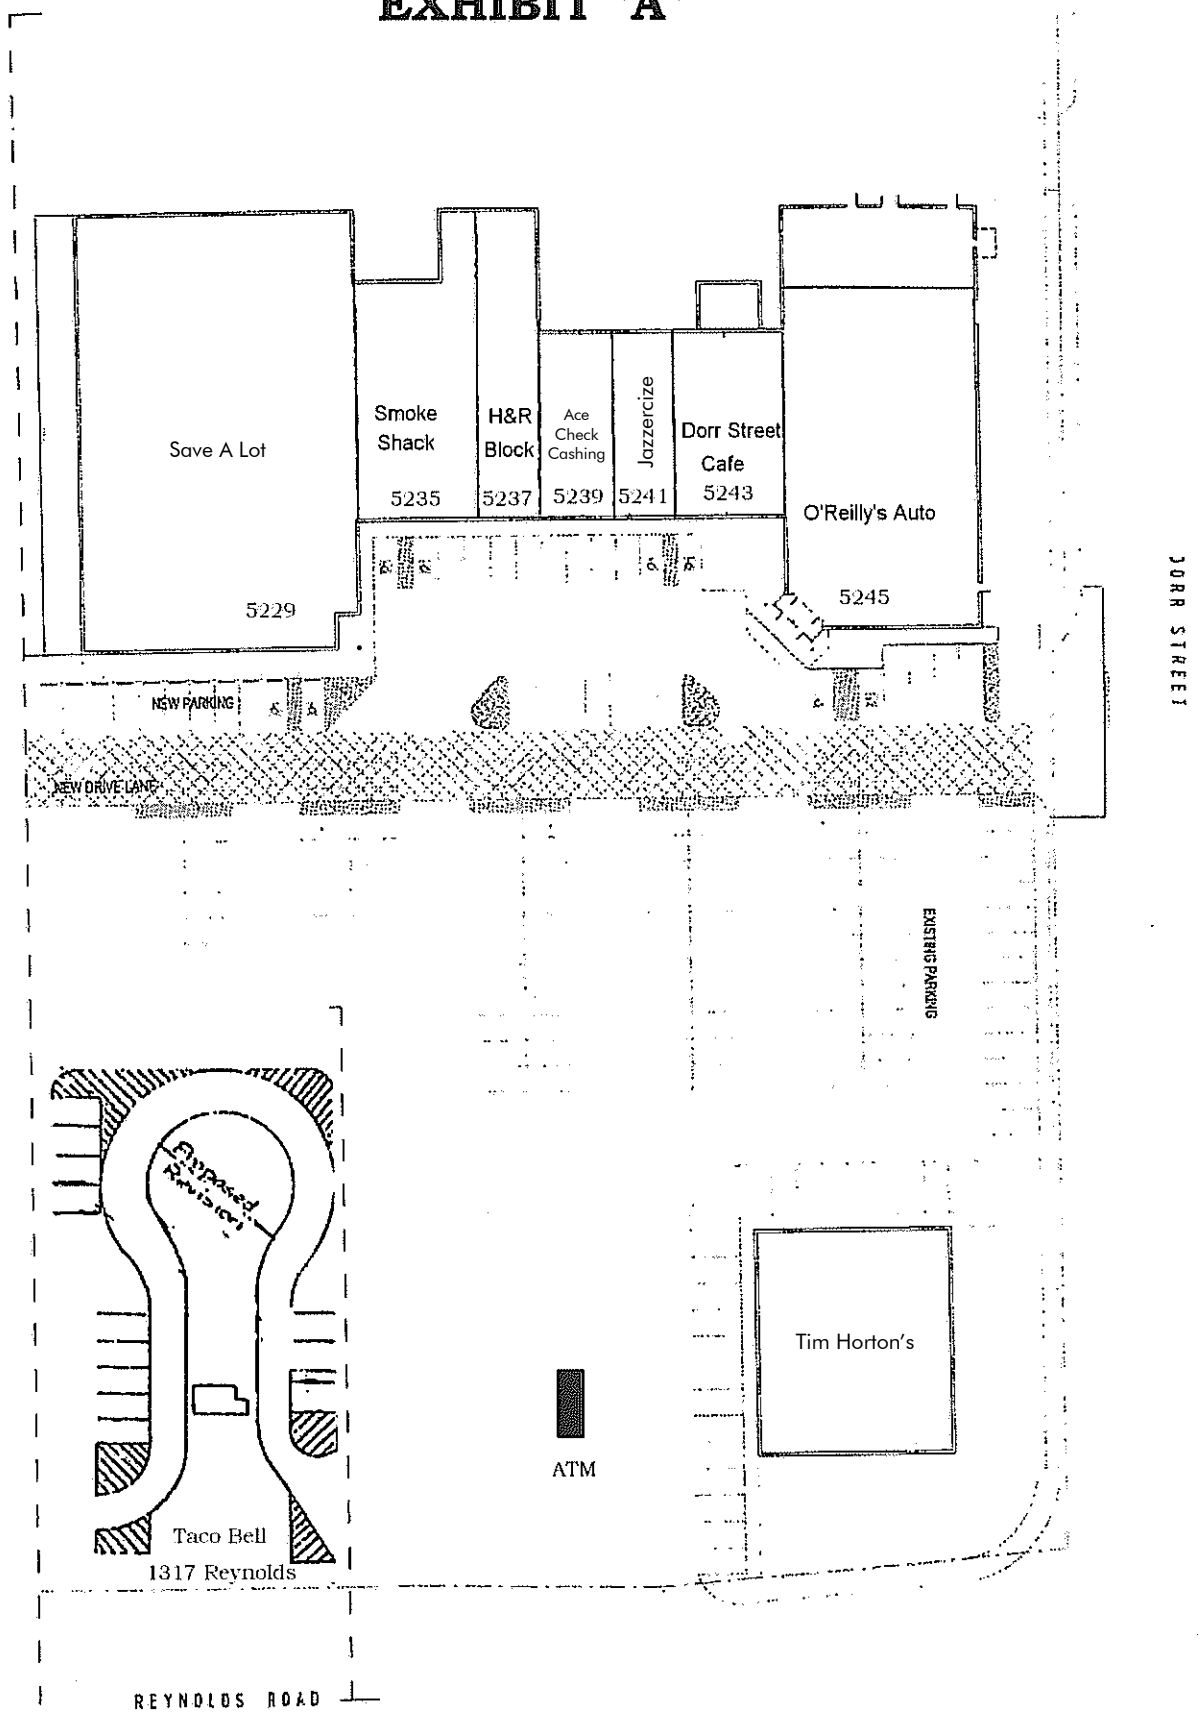 EXHIBIT "A"
Save A Lot
5229
Smoke
Shack
5235
H&R
Block
5237
Ace
Check
Cashing
5239
Jazzercize
5241
Dorr Street
Cafe
5243
O'Reilly's Auto
5245
DORR STREET
NEW PARKING
NEW DRIVE LANE
EXISTING PARKING
Proposed
Revision
Tim Horton's
ATM
Taco Bell
1317 Reynolds
REYNOLDS ROAD